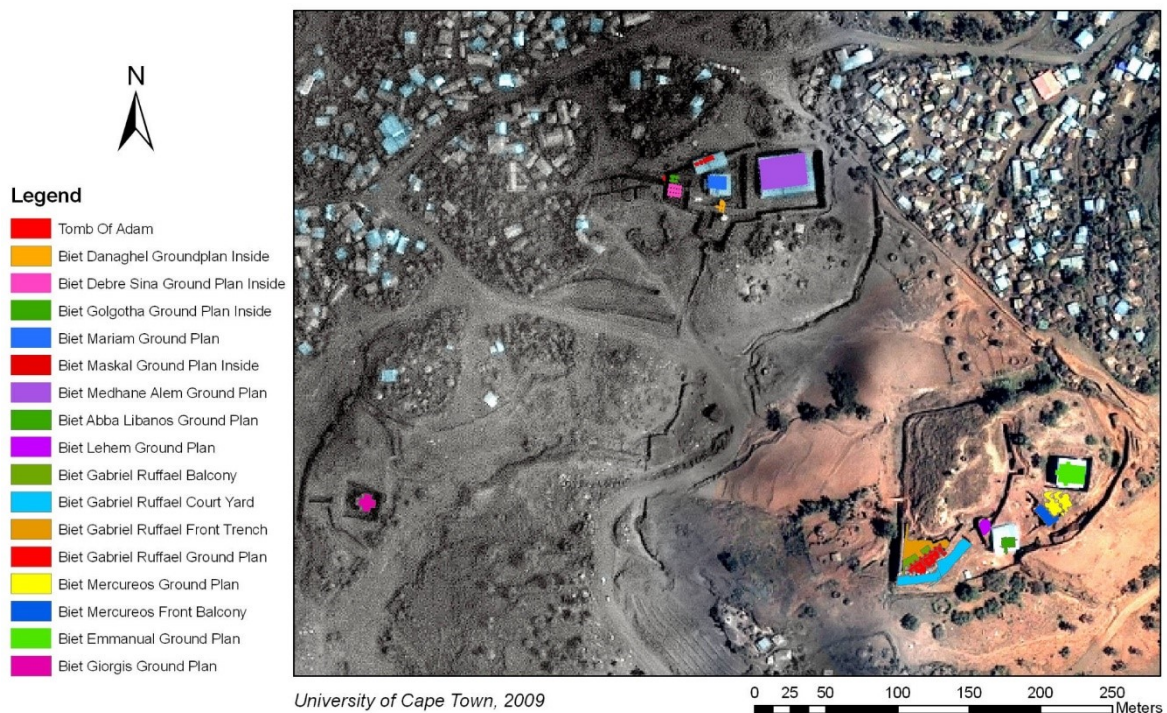 N
Legend
Tomb Of Adam
Biet Danaghel Groundplan Inside
Biet Debre Sina Ground Plan Inside
Biet Golgotha Ground Plan Inside
Biet Mariam Ground Plan
Biet Maskal Ground Plan Inside
Biet Medhane Alem Ground Plan
Biet Abba Libanos Ground Plan
Biet Lehem Ground Plan
Biet Gabriel Ruffael Balcony
Biet Gabriel Ruffael Court Yard
Biet Gabriel Ruffael Front Trench
Biet Gabriel Ruffael Ground Plan
Biet Mercureos Ground Plan
Biet Mercureos Front Balcony
Biet Emmanual Ground Plan
Biet Giorgis Ground Plan
University of Cape Town, 2009
0 25 50 100 150 200 250
Meters